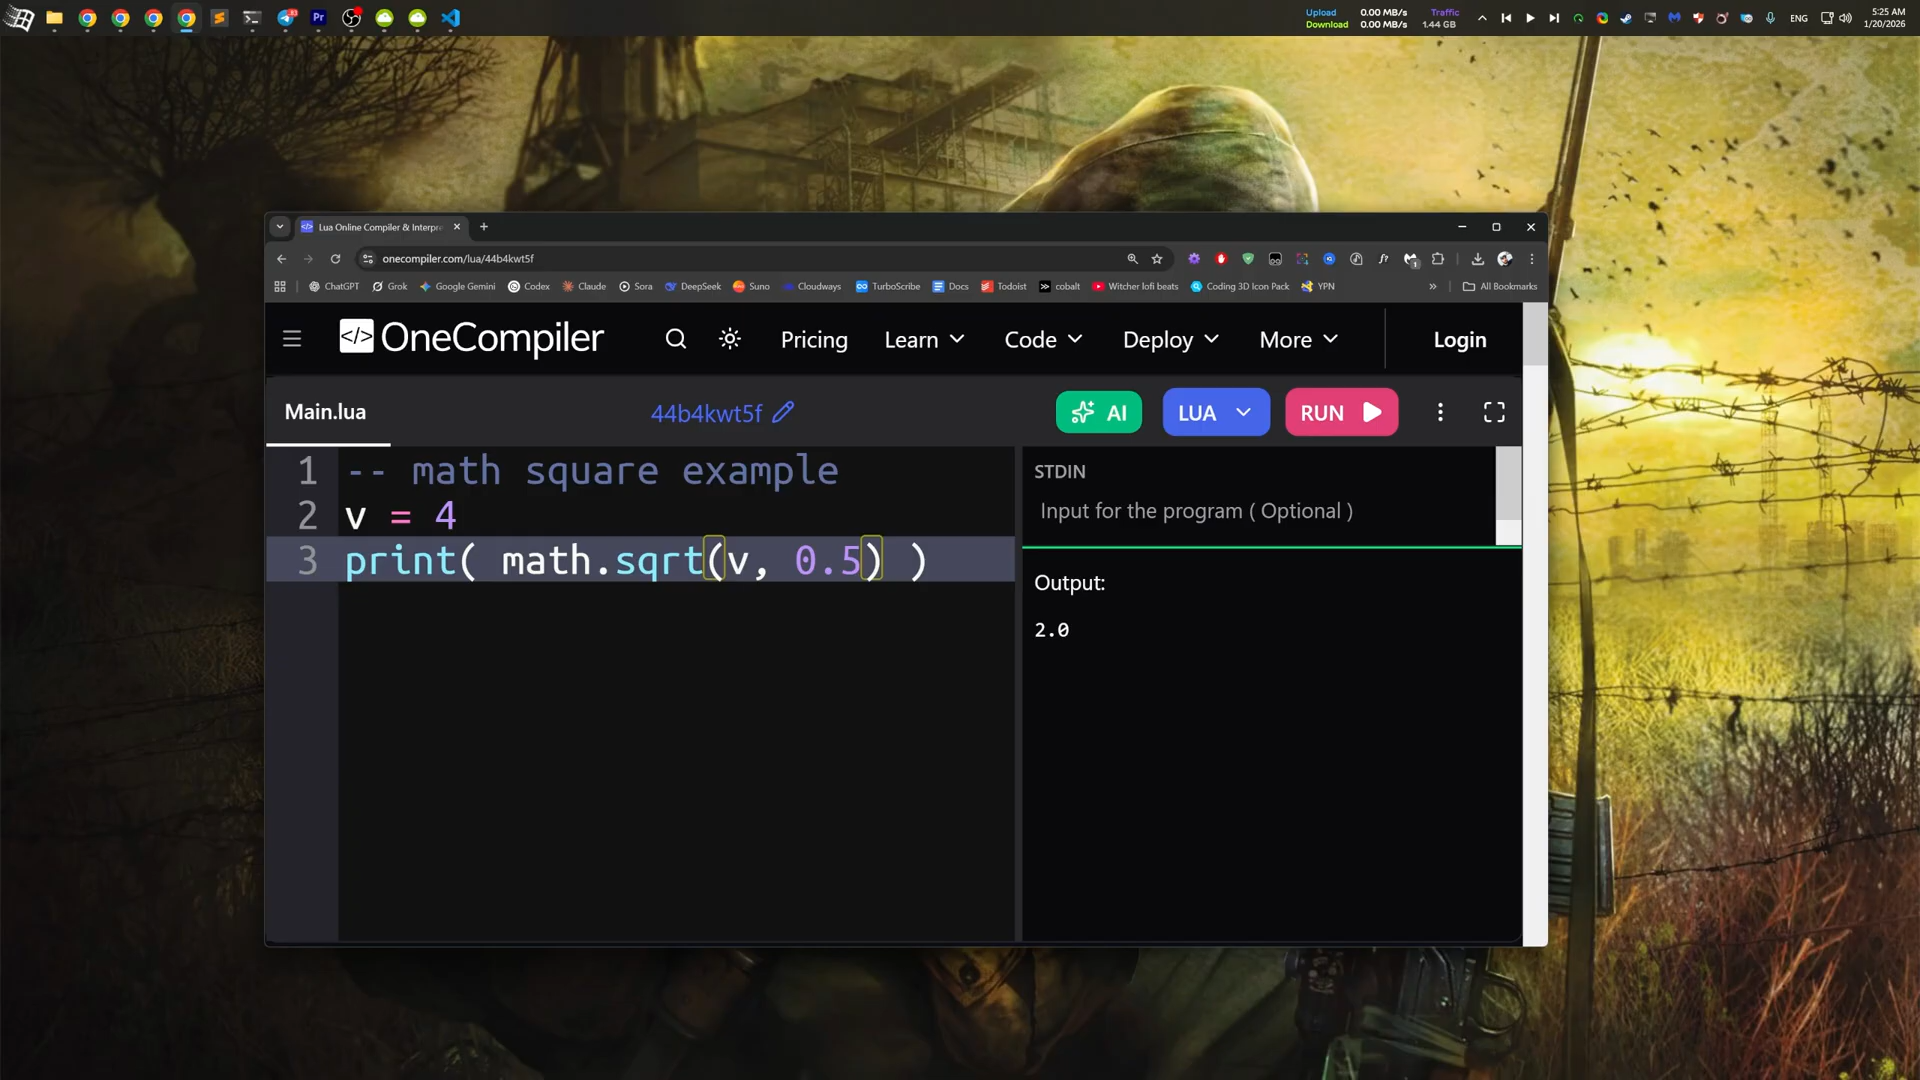 Upload 0.00 MB/s Traffic
Download 0.00 MB/s 1.44 GB
ENG
5:25 AM
1/20/2026
Lua Online Compiler & Interpre
onecompiler.com/lua/44b4kwt5f
ChatGPT Grok Google Gemini Codex Claude Sora DeepSeek Suno Cloudways TurboScribe Docs Todoist cobalt Witcher lofi beats Coding 3D Icon Pack YPN » All Bookmarks
</> OneCompiler Pricing Learn Code Deploy More Login
Main.lua 44b4kwt5f AI LUA RUN
1 -- math square example
2 v = 4
3 print( math.sqrt(v, 0.5) )
STDIN
Input for the program ( Optional )
Output:
2.0